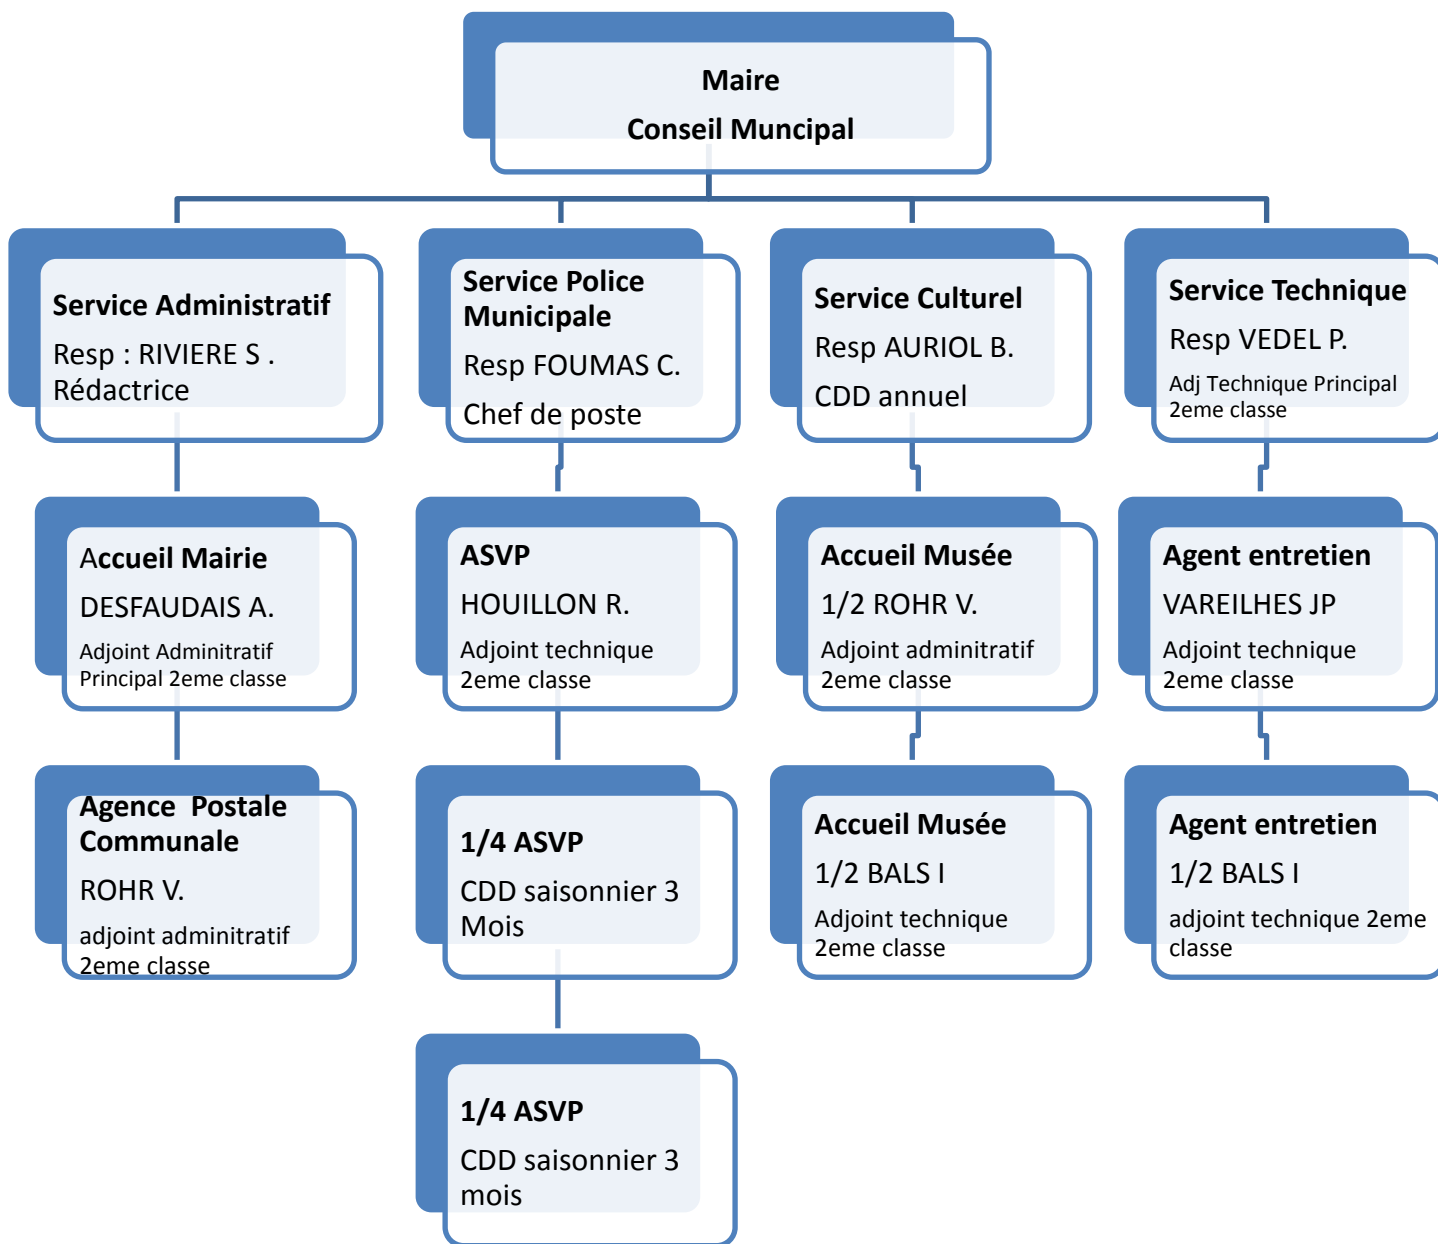 Maire
Conseil Muncipal
Service Administratif
Resp : RIVIERE S .
Rédactrice
Service Police
Municipale
Resp FOUMAS C.
Chef de poste
Service Culturel
Resp AURIOL B.
CDD annuel
Service Technique
Resp VEDEL P.
Adj Technique Principal
2eme classe
Accueil Mairie
DESFAUDAIS A.
Adjoint Adminitratif
Principal 2eme classe
ASVP
HOUILLON R.
Adjoint technique
2eme classe
Accueil Musée
1/2 ROHR V.
Adjoint adminitratif
2eme classe
Agent entretien
VAREILHES JP
Adjoint technique
2eme classe
Agence  Postale
Communale
ROHR V.
adjoint adminitratif
2eme classe
1/4 ASVP
CDD saisonnier 3
Mois
Accueil Musée
1/2 BALS I
Adjoint technique
2eme classe
Agent entretien
1/2 BALS I
adjoint technique 2eme
classe
1/4 ASVP
CDD saisonnier 3
mois